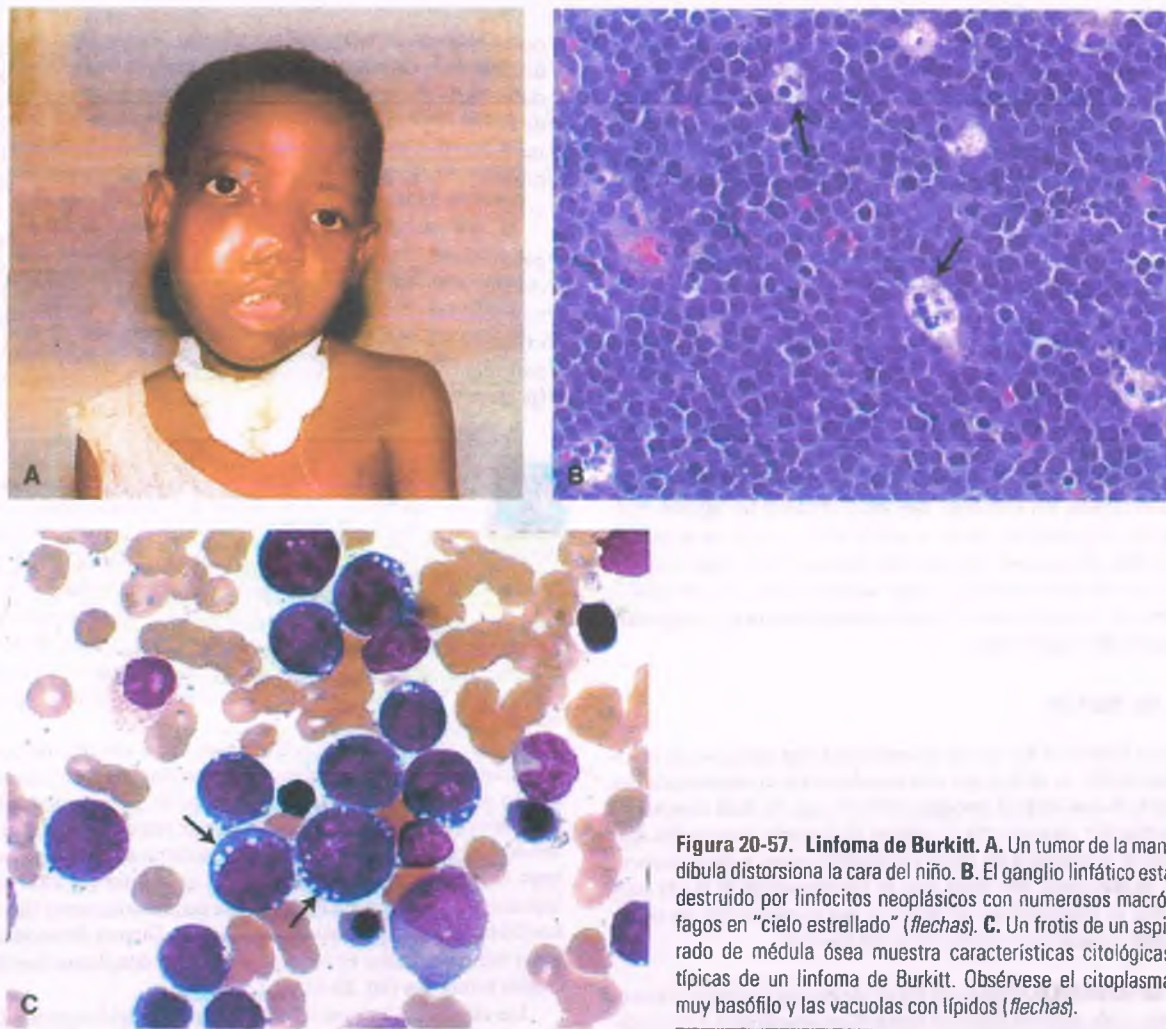 A
B
C
Figura 20-57. Linfoma de Burkitt. A. Un tumor de la man-
díbula distorsiona la cara del niño. B. El ganglio linfático está
destruido por linfocitos neoplásicos con numerosos macró-
fagos en "cielo estrellado" (flechas). C. Un frotis de un aspi-
rado de médula ósea muestra características citológicas
típicas de un linfoma de Burkitt. Obsérvese el citoplasma
muy basófilo y las vacuolas con lípidos (flechas).